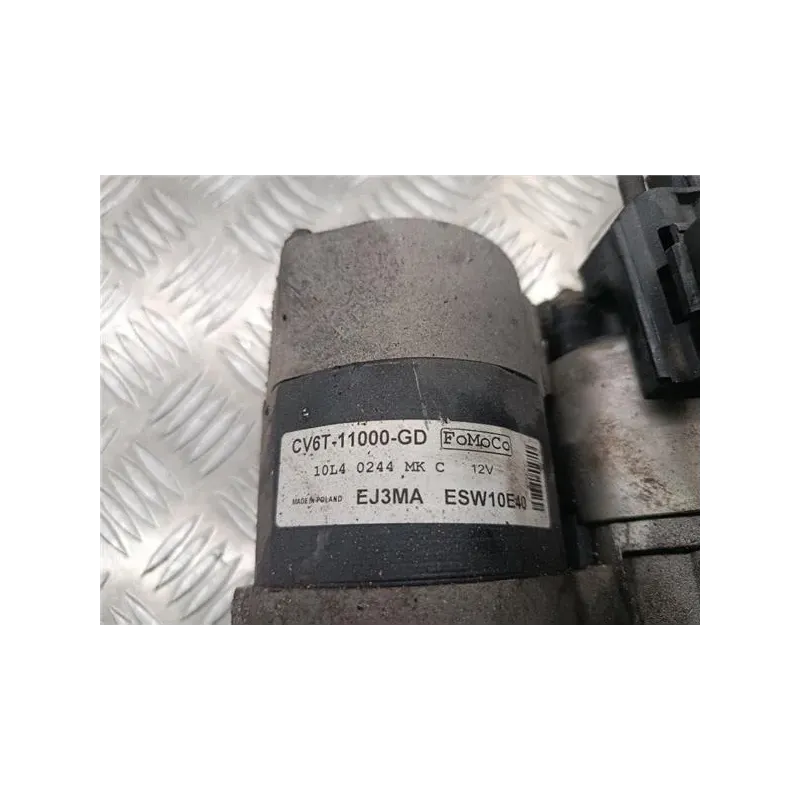 CV6T-11000-GD FoMoCo
10L4 0244 MK C 12V
MADE IN POLAND EJ3MA ESW10E40